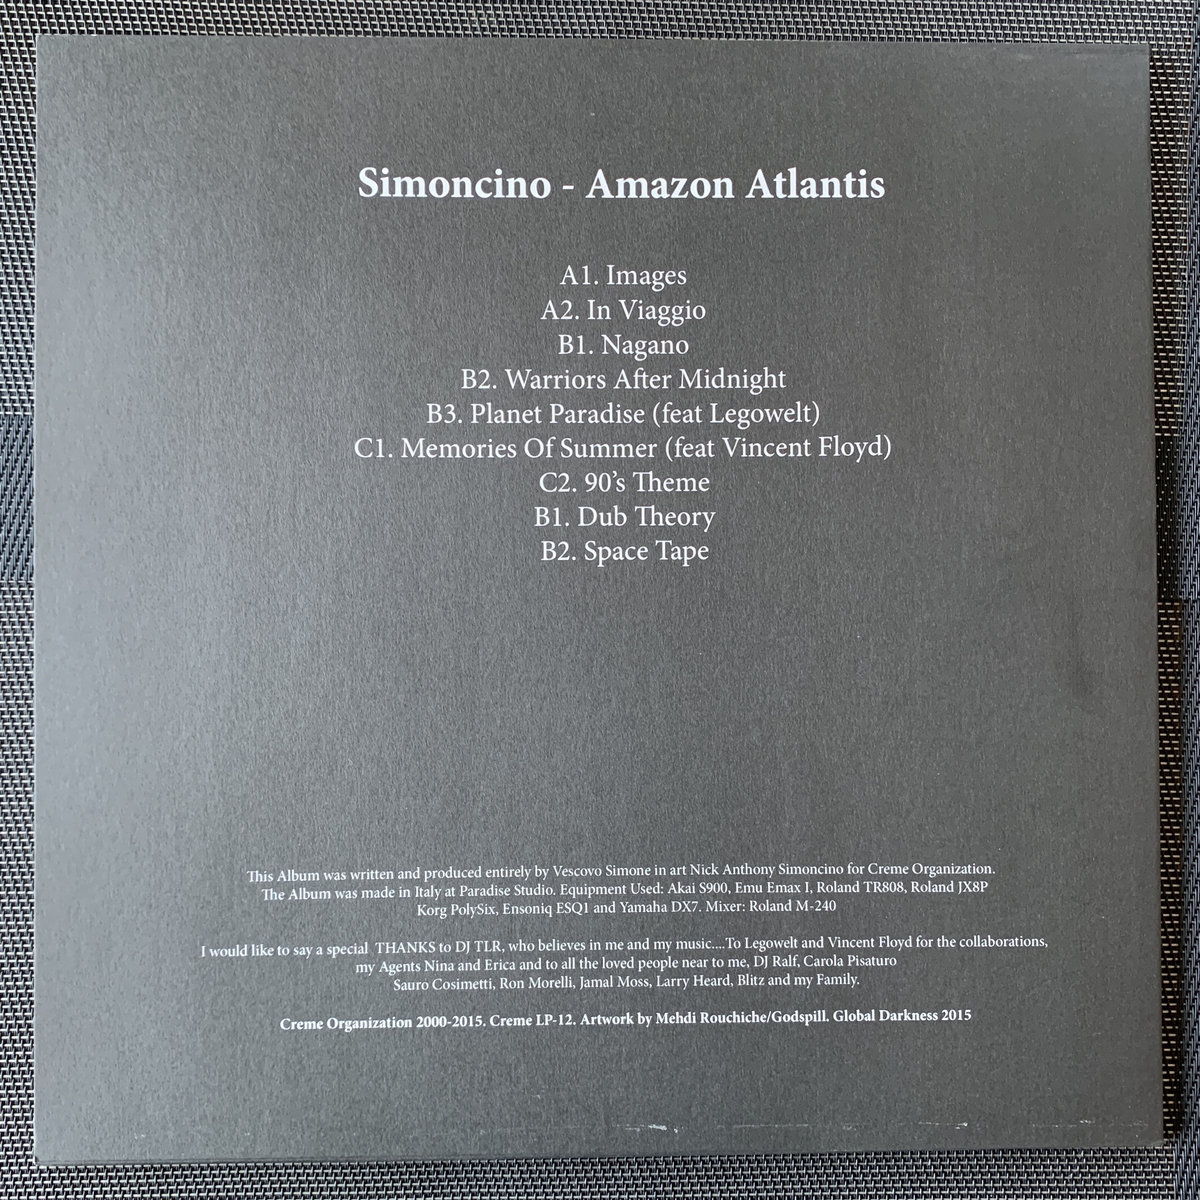 Simoncino - Amazon Atlantis
A1. Images
A2. In Viaggio
B1. Nagano
B2. Warriors After Midnight
B3. Planet Paradise (feat Legowelt)
C1. Memories Of Summer (feat Vincent Floyd)
C2. 90's Theme
B1. Dub Theory
B2. Space Tape
This Album was written and produced entirely by Vescovo Simone in art Nick Anthony Simoncino for Creme Organization.
The Album was made in Italy at Paradise Studio. Equipment Used: Akai S900, Emu Emax I, Roland TR808, Roland JX8P
Korg PolySix, Ensoniq ESQ1 and Yamaha DX7. Mixer: Roland M-240
I would like to say a special THANKS to DJ TLR, who believes in me and my music....To Legowelt and Vincent Floyd for the collaborations,
my Agents Nina and Erica and to all the loved people near to me, DJ Ralf, Carola Pisaturo
Sauro Cosimetti, Ron Morelli, Jamal Moss, Larry Heard, Blitz and my Family.
Creme Organization 2000-2015. Creme LP-12. Artwork by Mehdi Rouchiche/Godspill. Global Darkness 2015